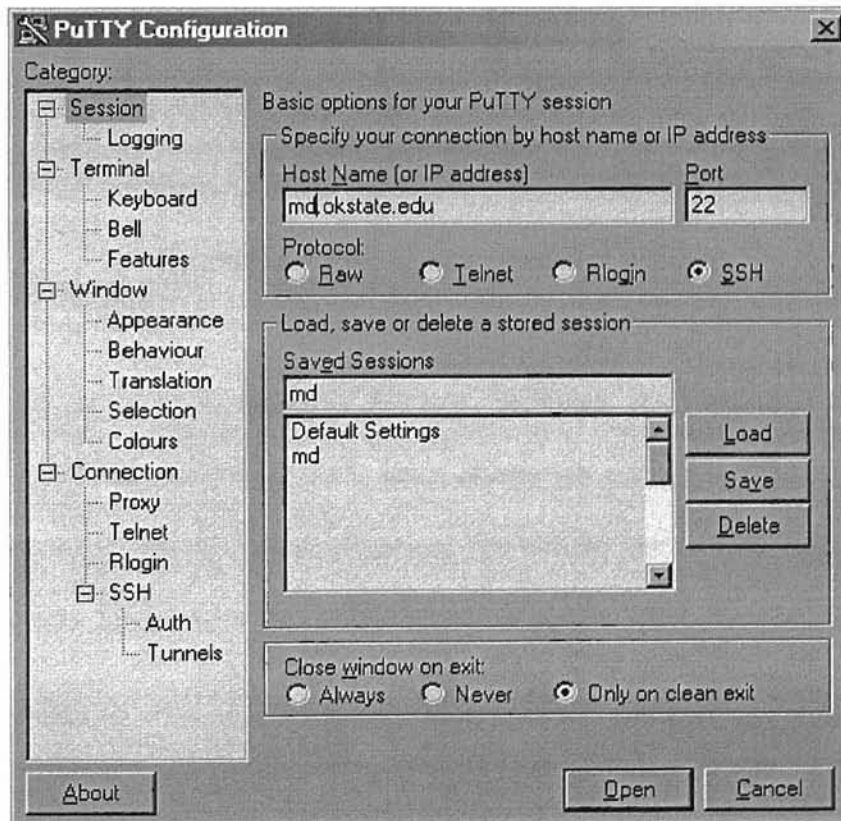 PuTTY Configuration
Category:
Session
Logging
Terminal
Keyboard
Bell
Features
Window
Appearance
Behaviour
Translation
Selection
Colours
Connection
Proxy
Telnet
Rlogin
SSH
Auth
Tunnels
Basic options for your PuTTY session
Specify your connection by host name or IP address
Host Name (or IP address)
Port
md.okstate.edu
22
Protocol:
Raw
Telnet
Rlogin
SSH
Load, save or delete a stored session
Saved Sessions
md
Default Settings
md
Load
Save
Delete
Close window on exit:
Always
Never
Only on clean exit
About
Open
Cancel